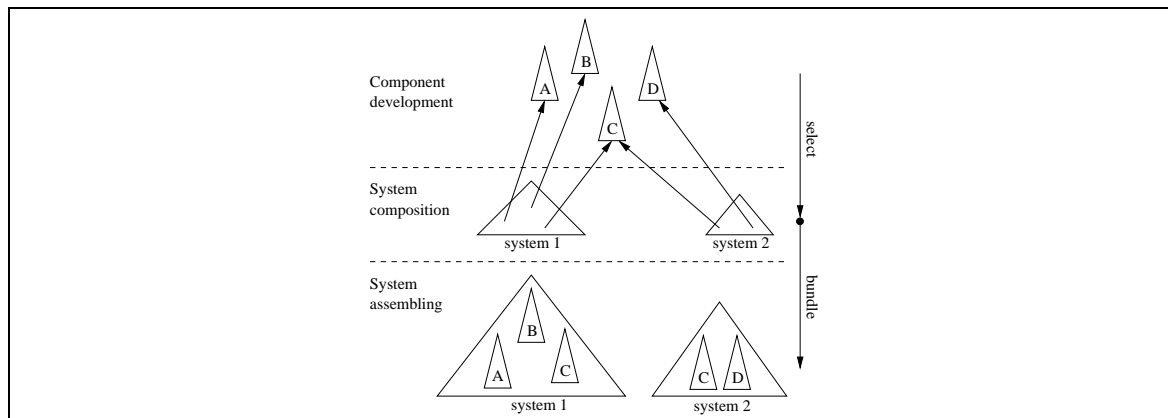 B
A
D
Component
development
C
select
System
composition
system 1
system 2
System
assembling
bundle
B
A
C
C
D
system 1
system 2